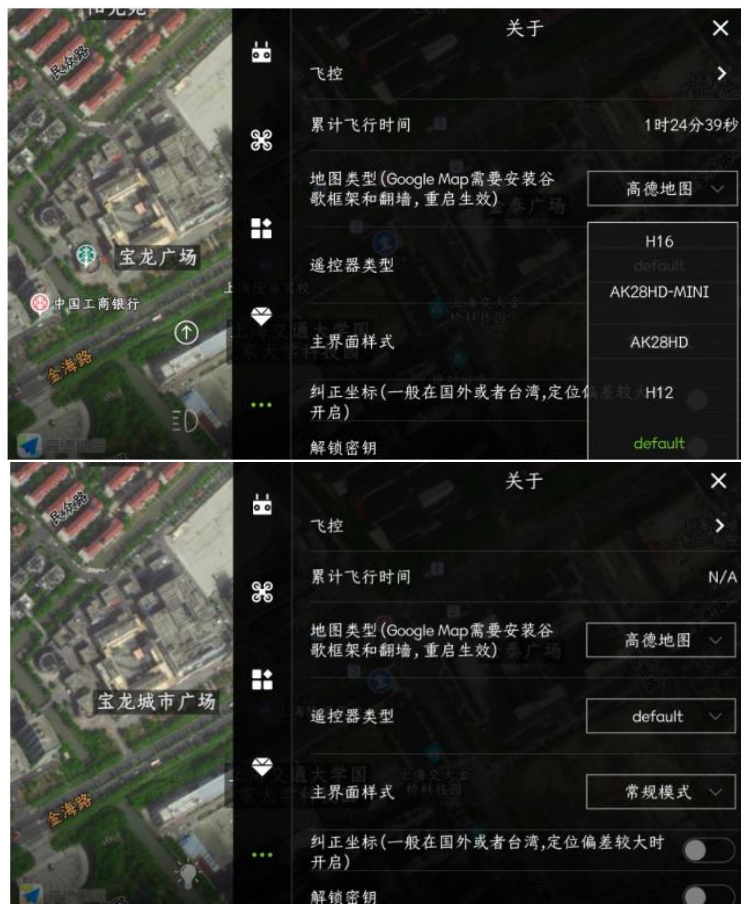 和光苑
民众路
宝龙广场
中国工商银行
金海路
高德地图
关于
飞控
累计飞行时间
1时24分39秒
地图类型(Google Map需要安装谷
歌框架和翻墙,重启生效)
高德地图
遥控器类型
default
主界面样式
纠正坐标(一般在国外或者台湾,定位偏差较大
开启)
解锁密钥
H16
AK28HD-MINI
AK28HD
H12
default
民众路
宝龙城市广场
金海路
关于
飞控
累计飞行时间
N/A
地图类型(Google Map需要安装谷
歌框架和翻墙,重启生效)
高德地图
遥控器类型
default
主界面样式
常规模式
纠正坐标(一般在国外或者台湾,定位偏差较大时
开启)
解锁密钥